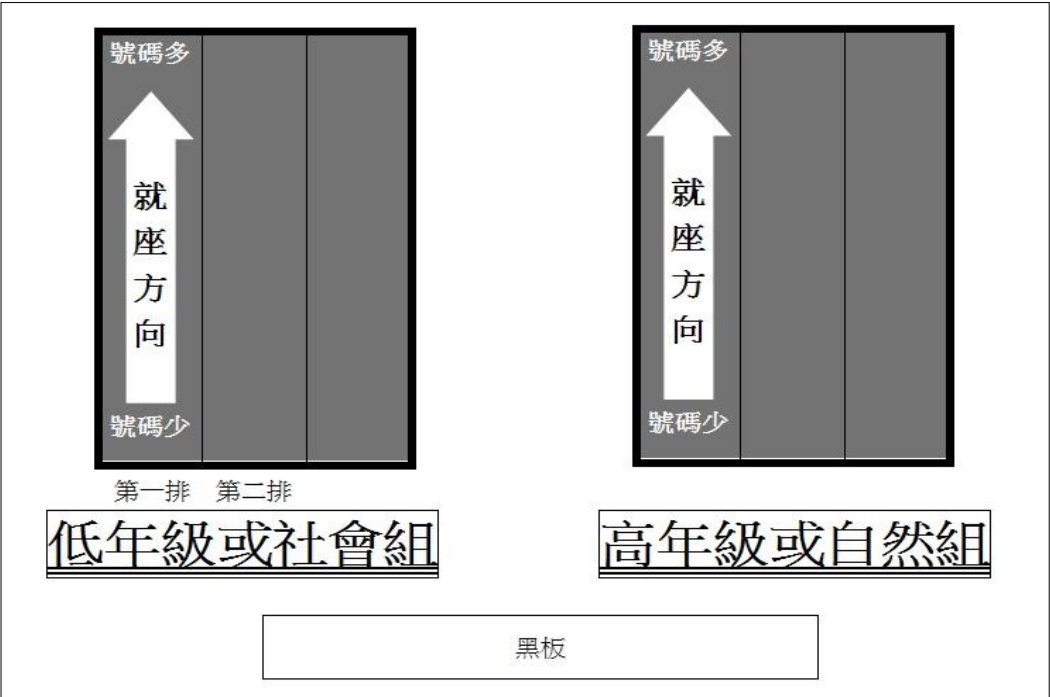 號碼多
就座方向
號碼少
號碼多
就座方向
號碼少
第一排 第二排
低年級或社會組
高年級或自然組
黑板